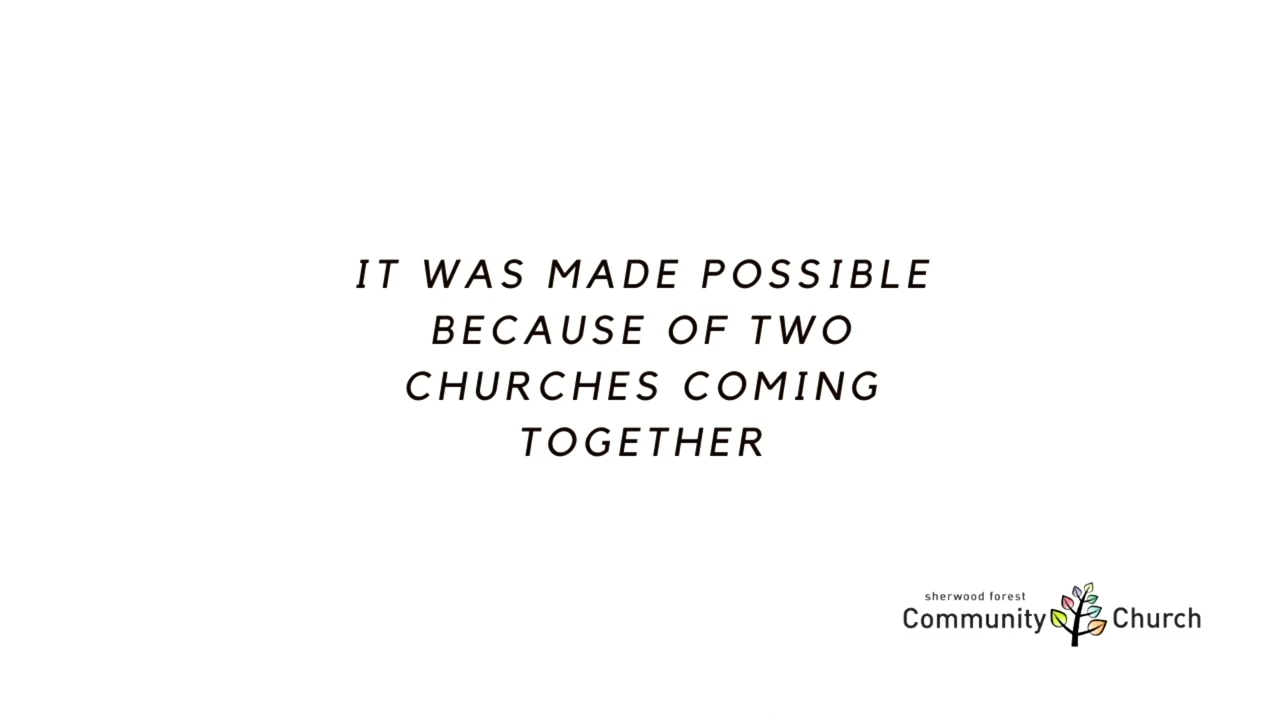 IT WAS MADE POSSIBLE
BECAUSE OF TWO
CHURCHES COMING
TOGETHER
sherwood forest
Community Church